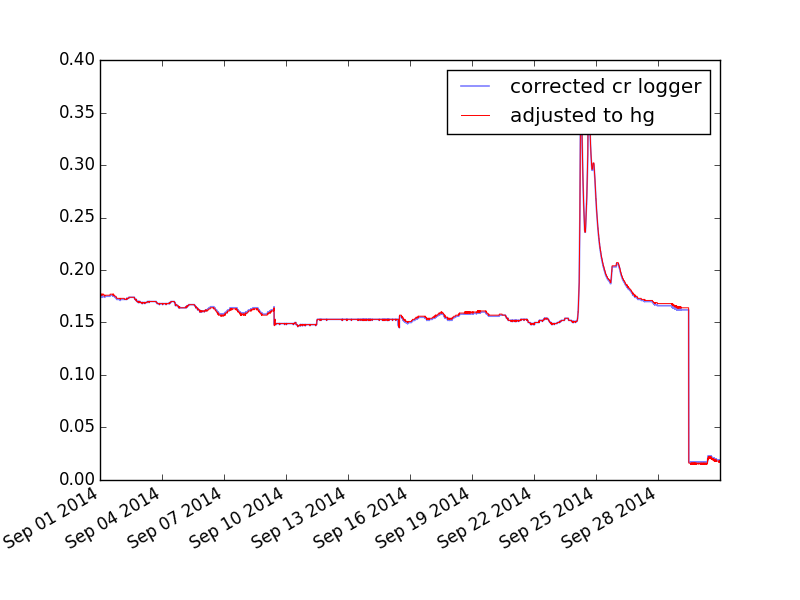 0.40
0.35
0.30
0.25
0.20
0.15
0.10
0.05
0.00
corrected cr logger
adjusted to hg
Sep 01 2014
Sep 04 2014
Sep 07 2014
Sep 10 2014
Sep 13 2014
Sep 16 2014
Sep 19 2014
Sep 22 2014
Sep 25 2014
Sep 28 2014